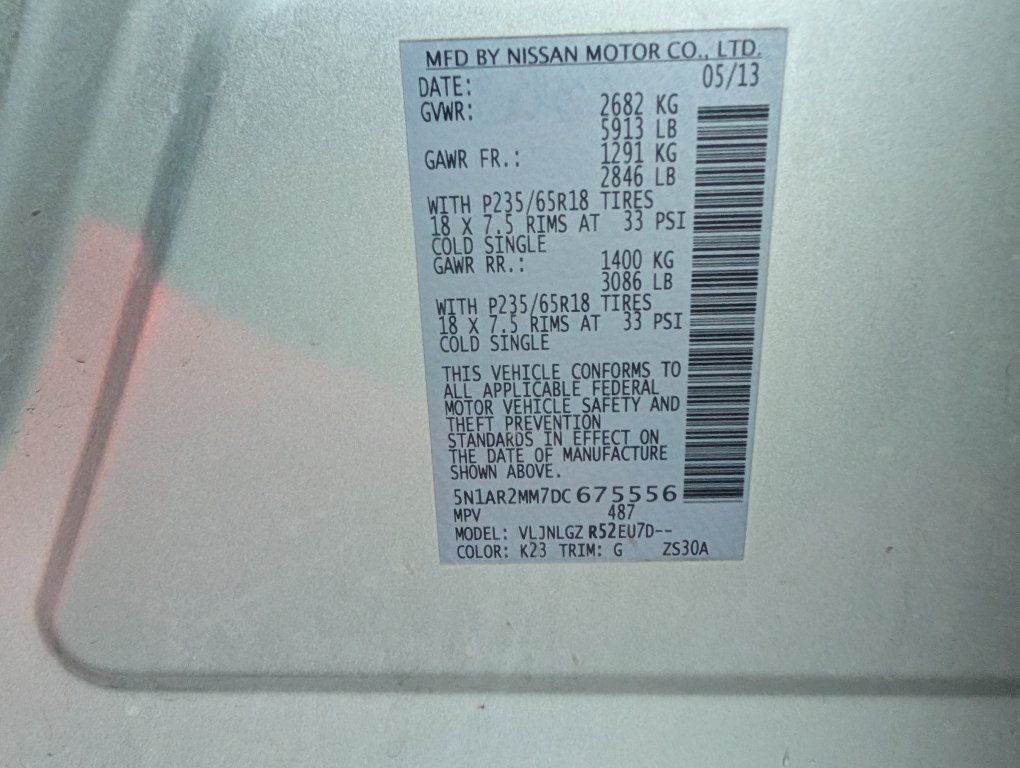 MFD BY NISSAN MOTOR CO., LTD.
DATE: 05/13
GVWR: 2682 KG
5913 LB
GAWR FR.: 1291 KG
2846 LB
WITH P235/65R18 TIRES
18 X 7.5 RIMS AT 33 PSI
COLD SINGLE
GAWR RR.: 1400 KG
3086 LB
WITH P235/65R18 TIRES
18 X 7.5 RIMS AT 33 PSI
COLD SINGLE
THIS VEHICLE CONFORMS TO
ALL APPLICABLE FEDERAL
MOTOR VEHICLE SAFETY AND
THEFT PREVENTION
STANDARDS IN EFFECT ON
THE DATE OF MANUFACTURE
SHOWN ABOVE.
5N1AR2MM7DC675556
MPV 487
MODEL: VLJNLGZ R52EU7D--
COLOR: K23 TRIM: G ZS30A